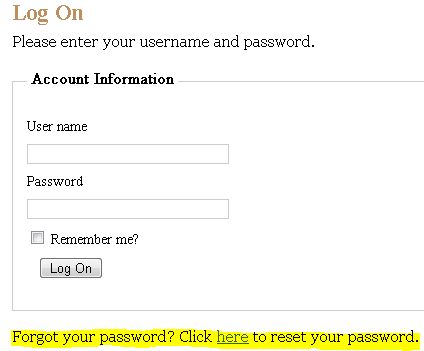 Log On
Please enter your username and password.
Account Information
User name
Password
Remember me?
Log On
Forgot your password? Click here to reset your password.